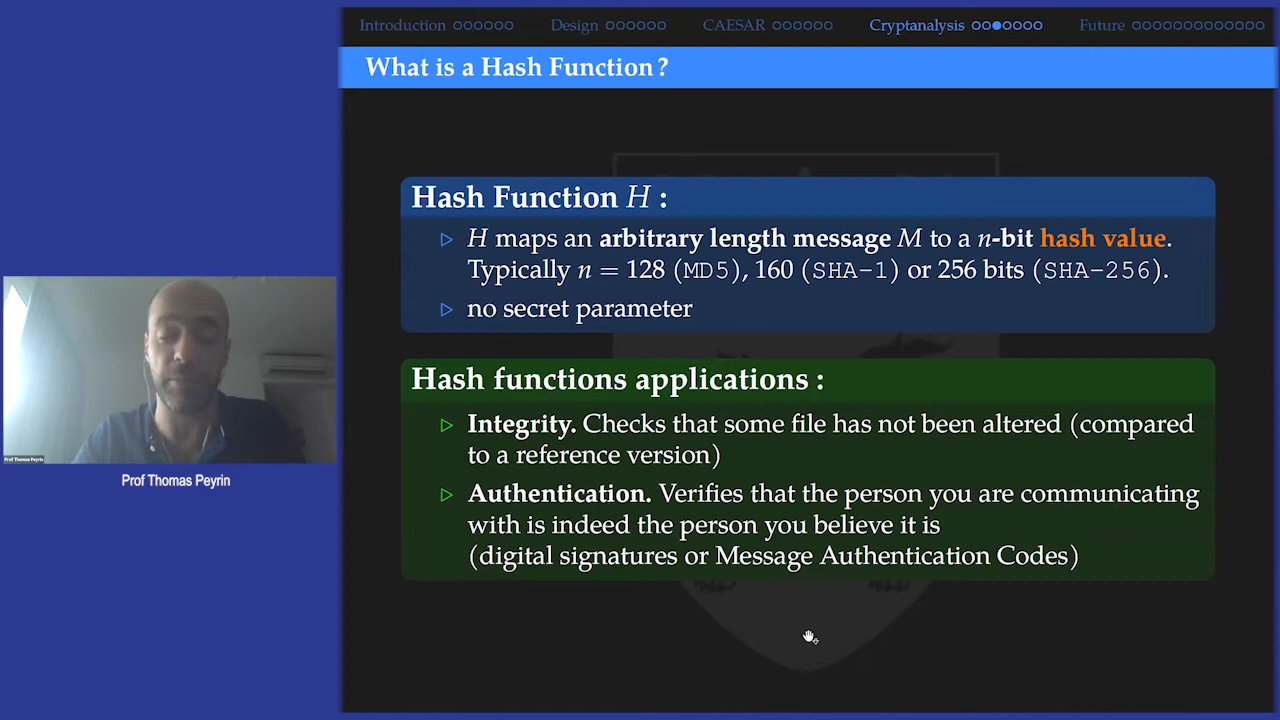 Introduction Design CAESAR Cryptanalysis Future
What is a Hash Function ?
Hash Function H :
H maps an arbitrary length message M to a n-bit hash value.
Typically n = 128 (MD5), 160 (SHA-1) or 256 bits (SHA-256).
no secret parameter
Hash functions applications :
Integrity. Checks that some file has not been altered (compared
to a reference version)
Authentication. Verifies that the person you are communicating
with is indeed the person you believe it is
(digital signatures or Message Authentication Codes)
Prof Thomas Peyrin
Prof Thomas Peyrin